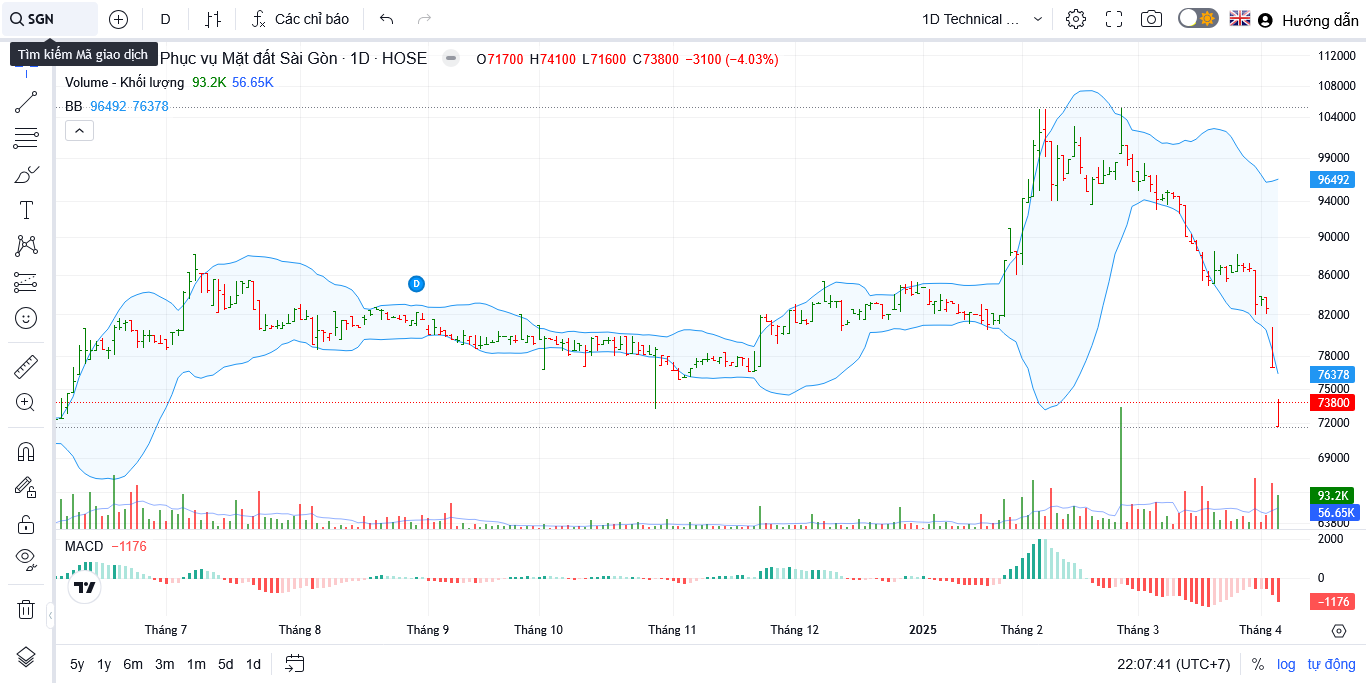 SGN D Các chỉ báo 1D Technical ... Hướng dẫn
Tìm kiếm Mã giao dịch
Phục vụ Mặt đất Sài Gòn · 1D · HOSE O71700 H74100 L71600 C73800 −3100 (−4.03%)
Volume - Khối lượng 93.2K 56.65K
BB 96492 76378
112000
108000
104000
99000
96492
94000
90000
86000
D
82000
78000
76378
75000
73800
72000
69000
93.2K
56.65K
63800
MACD −1176
2000
0
−1176
Tháng 7 Tháng 8 Tháng 9 Tháng 10 Tháng 11 Tháng 12 2025 Tháng 2 Tháng 3 Tháng 4
5y 1y 6m 3m 1m 5d 1d 22:07:41 (UTC+7) % log tự động